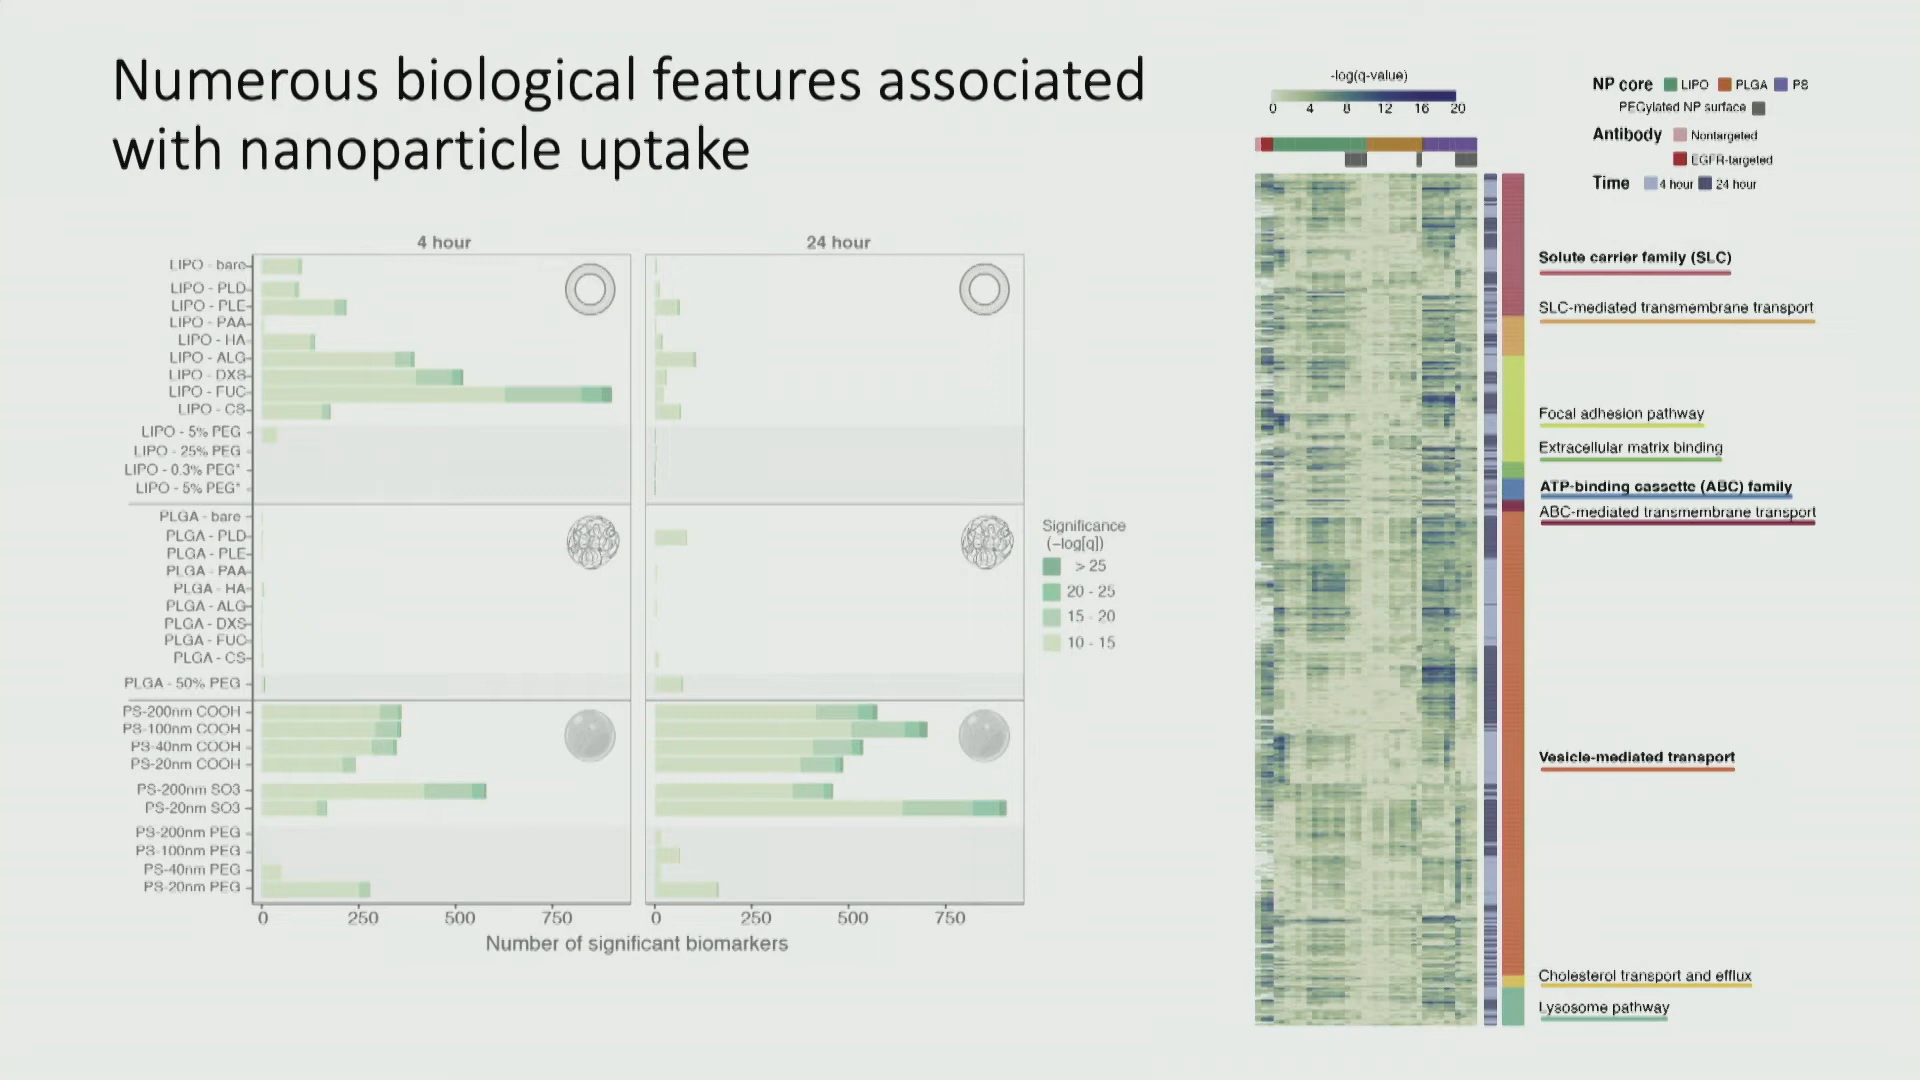 Numerous biological features associated
with nanoparticle uptake
4 hour
24 hour
LIPO - bare
LIPO - PLD
LIPO - PLE
LIPO - PAA
LIPO - HA
LIPO - ALG
LIPO - DXS
LIPO - FUC
LIPO - CS
LIPO - 5% PEG
LIPO - 25% PEG
LIPO - 0.3% PEG*
LIPO - 5% PEG*
PLGA - bare
PLGA - PLD
PLGA - PLE
PLGA - PAA
PLGA - HA
PLGA - ALG
PLGA - DXS
PLGA - FUC
PLGA - CS
PLGA - 50% PEG
PS-200nm COOH
PS-100nm COOH
PS-40nm COOH
PS-20nm COOH
PS-200nm SO3
PS-20nm SO3
PS-200nm PEG
PS-100nm PEG
PS-40nm PEG
PS-20nm PEG
0 250 500 750
0 250 500 750
Number of significant biomarkers
Significance
(−log[q])
> 25
20 - 25
15 - 20
10 - 15
-log(q-value)
0 4 8 12 16 20
NP core LIPO PLGA PS
PEGylated NP surface
Antibody Nontargeted
EGFR-targeted
Time 4 hour 24 hour
Solute carrier family (SLC)
SLC-mediated transmembrane transport
Focal adhesion pathway
Extracellular matrix binding
ATP-binding cassette (ABC) family
ABC-mediated transmembrane transport
Vesicle-mediated transport
Cholesterol transport and efflux
Lysosome pathway